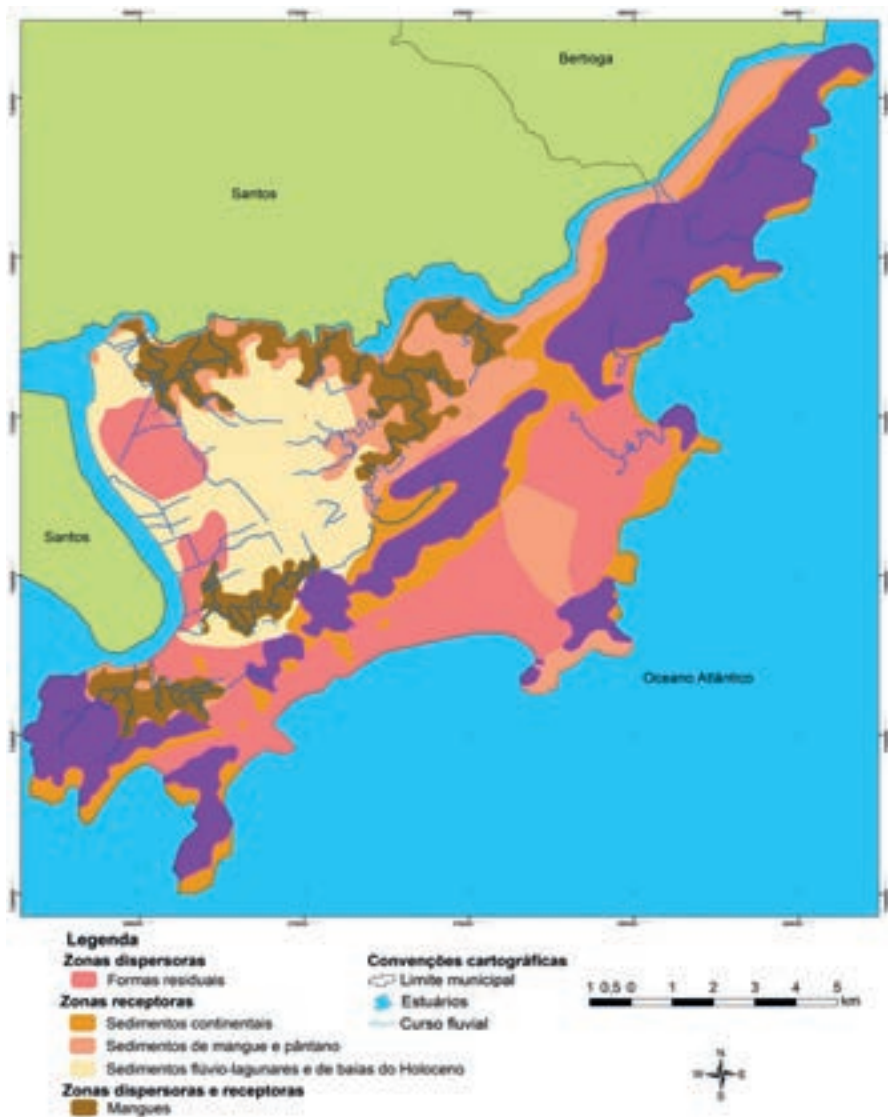 Bertioga
Santos
Santos
Oceano Atlântico
Legenda
Zonas dispersoras
Formas residuais
Zonas receptoras
Sedimentos continentais
Sedimentos de mangue e pântano
Sedimentos flúvio-lagunares e de baías do Holoceno
Zonas dispersoras e receptoras
Mangues
Convenções cartográficas
Limite municipal
Estuários
Curso fluvial
1 0,5 0 1 2 3 4 5
km
N
W E
S